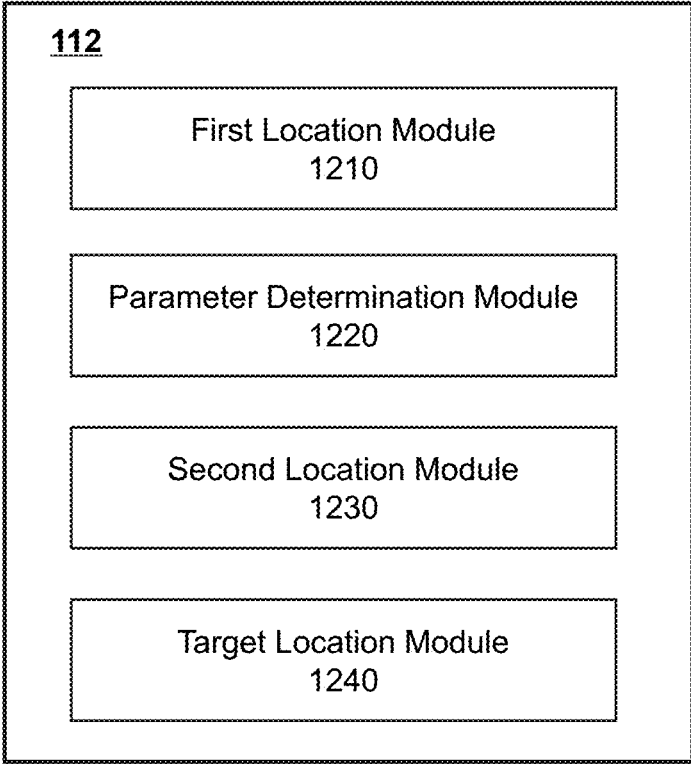 112
First Location Module
1210
Parameter Determination Module
1220
Second Location Module
1230
Target Location Module
1240